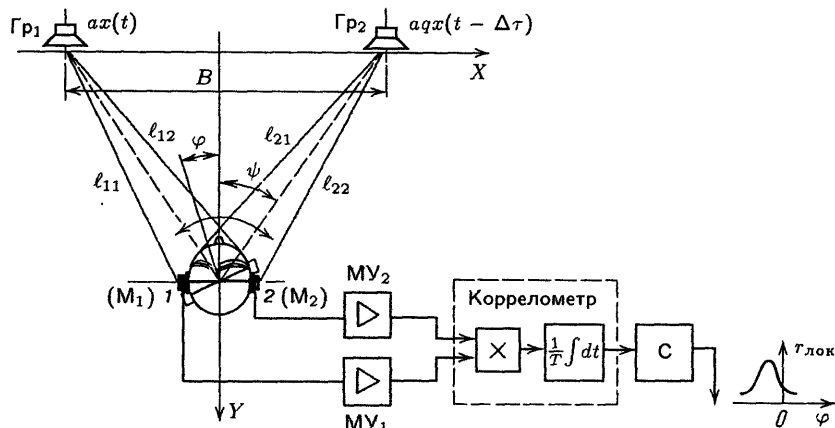 Гр₁ ax(t)
Гр₂ aqx(t − Δτ)
X
B
ℓ₁₂
φ
ℓ₂₁
ψ
ℓ₁₁
ℓ₂₂
(М₁) 1
2 (М₂)
МУ₂
Коррелометр
×
1/T ∫dt
С
r лок
0 φ
МУ₁
Y